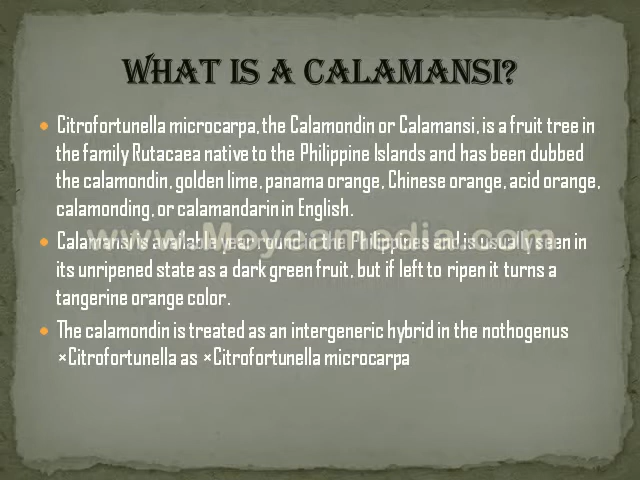 WHAT IS A CALAMANSI?
Citrofortunella microcarpa, the Calamondin or Calamansi, is a fruit tree in
the family Rutacaea native to the Philippine Islands and has been dubbed
the calamondin, golden lime, panama orange, Chinese orange, acid orange,
calamonding, or calamandarin in English.
www.Moyeamedia.com
Calamansi is available year round in the Philippines and is usually seen in
its unripened state as a dark green fruit, but if left to ripen it turns a
tangerine orange color.
The calamondin is treated as an intergeneric hybrid in the nothogenus
×Citrofortunella as ×Citrofortunella microcarpa